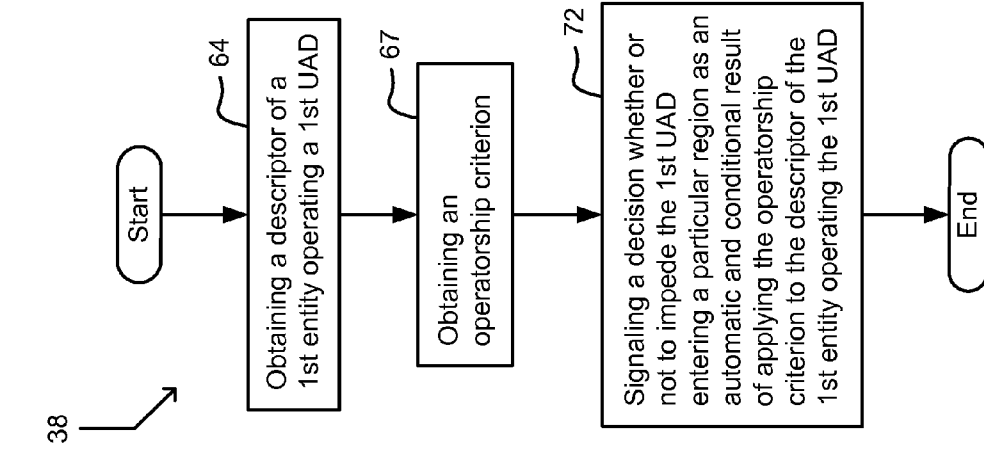 38
Start
64
Obtaining a descriptor of a
1st entity operating a 1st UAD
67
Obtaining an
operatorship criterion
72
Signaling a decision whether or
not to impede the 1st UAD
entering a particular region as an
automatic and conditional result
of applying the operatorship
criterion to the descriptor of the
1st entity operating the 1st UAD
End